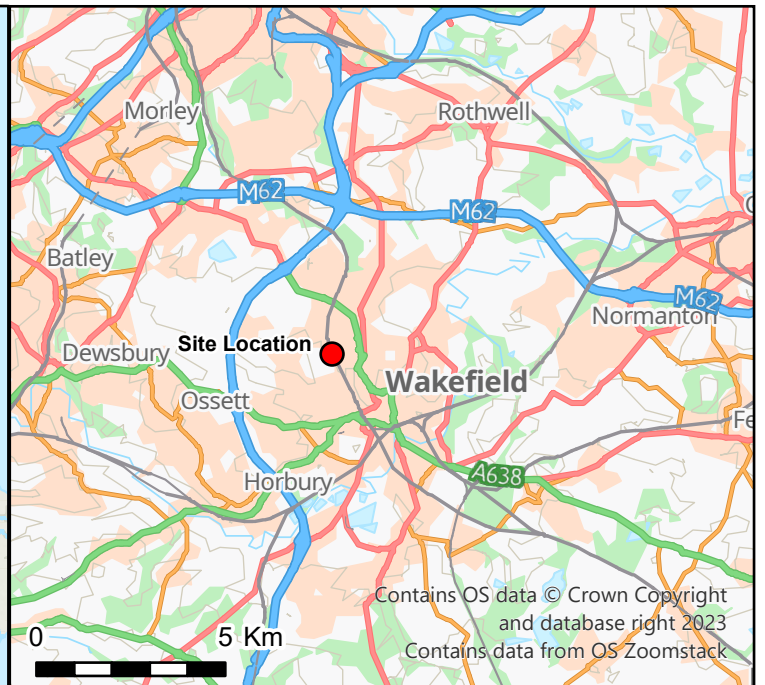 Morley
Rothwell
M62
M62
Batley
M62
Normanton
Site Location
Dewsbury
Wakefield
Ossett
Fe
Horbury
A638
Contains OS data © Crown Copyright
and database right 2023
Contains data from OS Zoomstack
0 5 Km